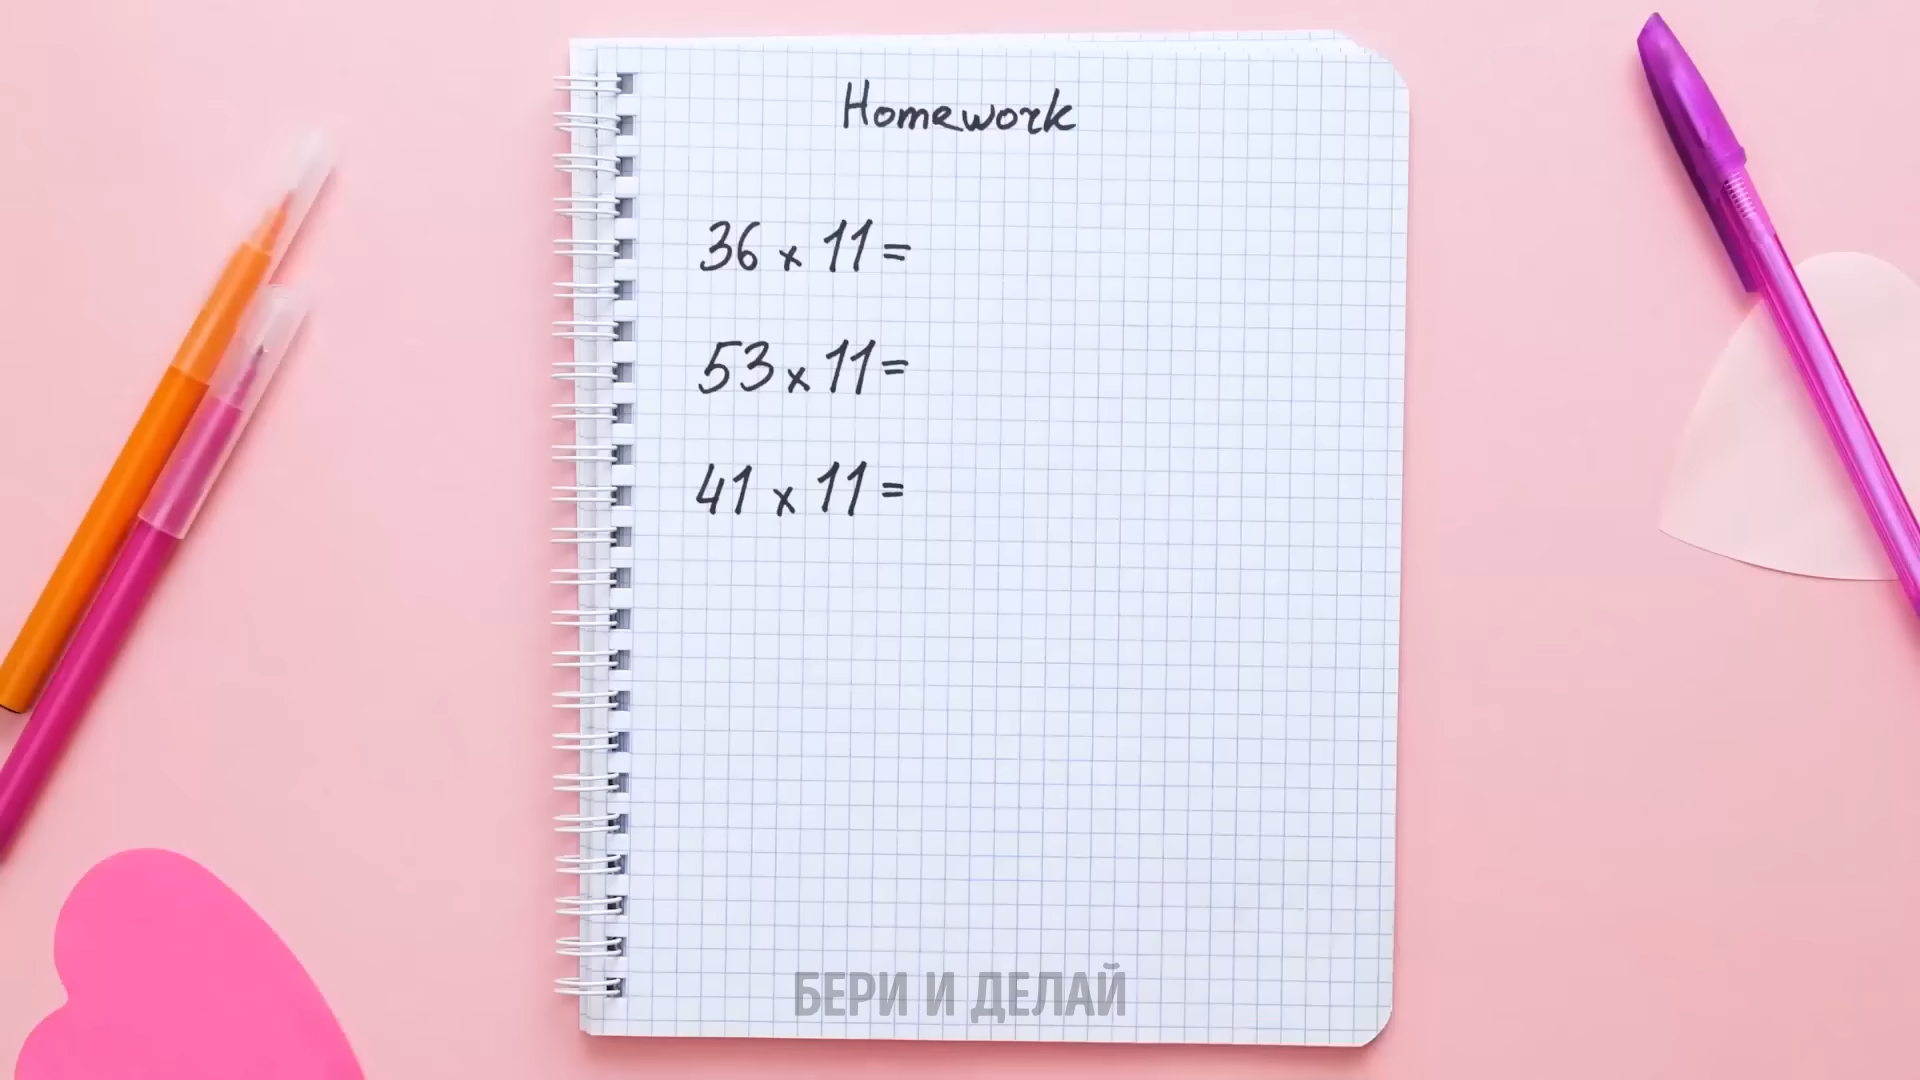 Homework
36 x 11 =
53 x 11 =
41 x 11 =
БЕРИ И ДЕЛАЙ